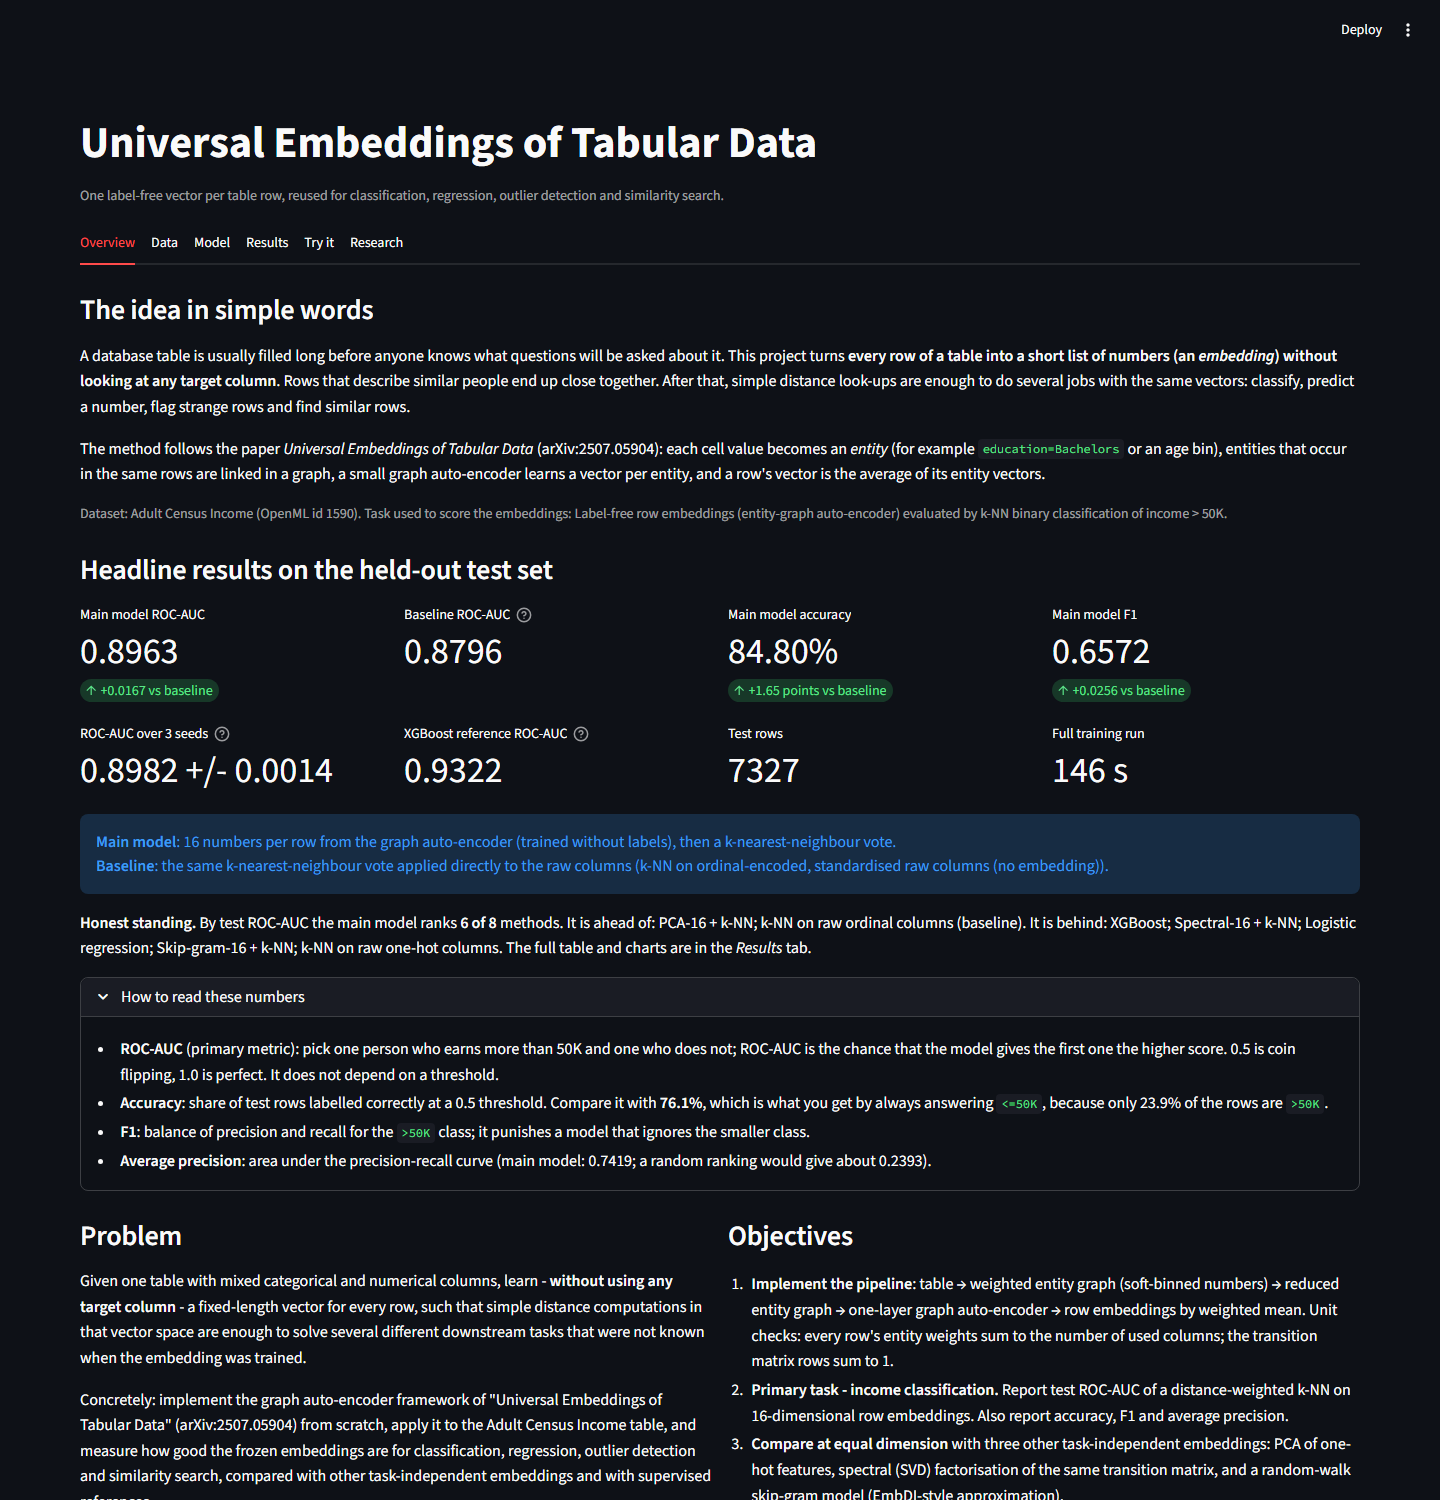 Deploy
Universal Embeddings of Tabular Data
One label-free vector per table row, reused for classification, regression, outlier detection and similarity search.
Overview Data Model Results Try it Research
The idea in simple words
A database table is usually filled long before anyone knows what questions will be asked about it. This project turns every row of a table into a short list of numbers (an embedding) without
looking at any target column. Rows that describe similar people end up close together. After that, simple distance look-ups are enough to do several jobs with the same vectors: classify, predict
a number, flag strange rows and find similar rows.
The method follows the paper Universal Embeddings of Tabular Data (arXiv:2507.05904): each cell value becomes an entity (for example education=Bachelors or an age bin), entities that occur
in the same rows are linked in a graph, a small graph auto-encoder learns a vector per entity, and a row's vector is the average of its entity vectors.
Dataset: Adult Census Income (OpenML id 1590). Task used to score the embeddings: Label-free row embeddings (entity-graph auto-encoder) evaluated by k-NN binary classification of income > 50K.
Headline results on the held-out test set
Main model ROC-AUC Baseline ROC-AUC Main model accuracy Main model F1
0.8963 0.8796 84.80% 0.6572
↑ +0.0167 vs baseline ↑ +1.65 points vs baseline ↑ +0.0256 vs baseline
ROC-AUC over 3 seeds XGBoost reference ROC-AUC Test rows Full training run
0.8982 +/- 0.0014 0.9322 7327 146 s
Main model: 16 numbers per row from the graph auto-encoder (trained without labels), then a k-nearest-neighbour vote.
Baseline: the same k-nearest-neighbour vote applied directly to the raw columns (k-NN on ordinal-encoded, standardised raw columns (no embedding)).
Honest standing. By test ROC-AUC the main model ranks 6 of 8 methods. It is ahead of: PCA-16 + k-NN; k-NN on raw ordinal columns (baseline). It is behind: XGBoost; Spectral-16 + k-NN; Logistic
regression; Skip-gram-16 + k-NN; k-NN on raw one-hot columns. The full table and charts are in the Results tab.
How to read these numbers
• ROC-AUC (primary metric): pick one person who earns more than 50K and one who does not; ROC-AUC is the chance that the model gives the first one the higher score. 0.5 is coin
flipping, 1.0 is perfect. It does not depend on a threshold.
• Accuracy: share of test rows labelled correctly at a 0.5 threshold. Compare it with 76.1%, which is what you get by always answering <=50K, because only 23.9% of the rows are >50K.
• F1: balance of precision and recall for the >50K class; it punishes a model that ignores the smaller class.
• Average precision: area under the precision-recall curve (main model: 0.7419; a random ranking would give about 0.2393).
Problem
Given one table with mixed categorical and numerical columns, learn - without using any
target column - a fixed-length vector for every row, such that simple distance computations in
that vector space are enough to solve several different downstream tasks that were not known
when the embedding was trained.
Concretely: implement the graph auto-encoder framework of "Universal Embeddings of
Tabular Data" (arXiv:2507.05904) from scratch, apply it to the Adult Census Income table, and
measure how good the frozen embeddings are for classification, regression, outlier detection
and similarity search, compared with other task-independent embeddings and with supervised
Objectives
1. Implement the pipeline: table → weighted entity graph (soft-binned numbers) → reduced
entity graph → one-layer graph auto-encoder → row embeddings by weighted mean. Unit
checks: every row's entity weights sum to the number of used columns; the transition
matrix rows sum to 1.
2. Primary task - income classification. Report test ROC-AUC of a distance-weighted k-NN on
16-dimensional row embeddings. Also report accuracy, F1 and average precision.
3. Compare at equal dimension with three other task-independent embeddings: PCA of one-
hot features, spectral (SVD) factorisation of the same transition matrix, and a random-walk
skip-gram model (EmbDI-style approximation).